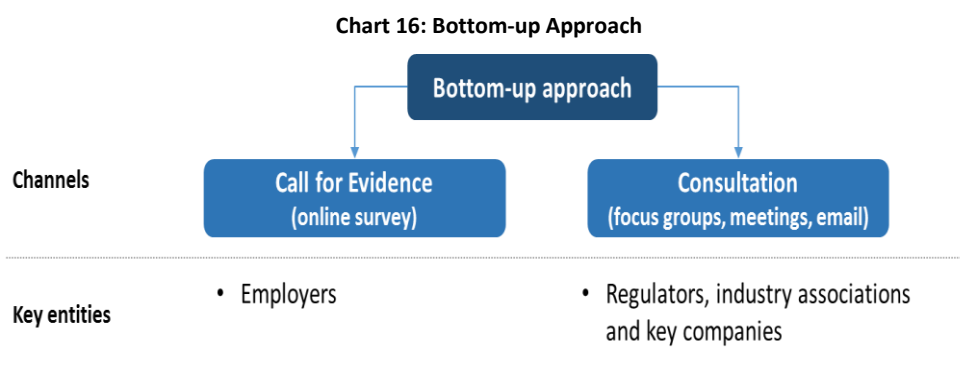 Chart 16: Bottom-up Approach
Bottom-up approach
Channels
Call for Evidence
(online survey)
Consultation
(focus groups, meetings, email)
Key entities
• Employers
• Regulators, industry associations
and key companies